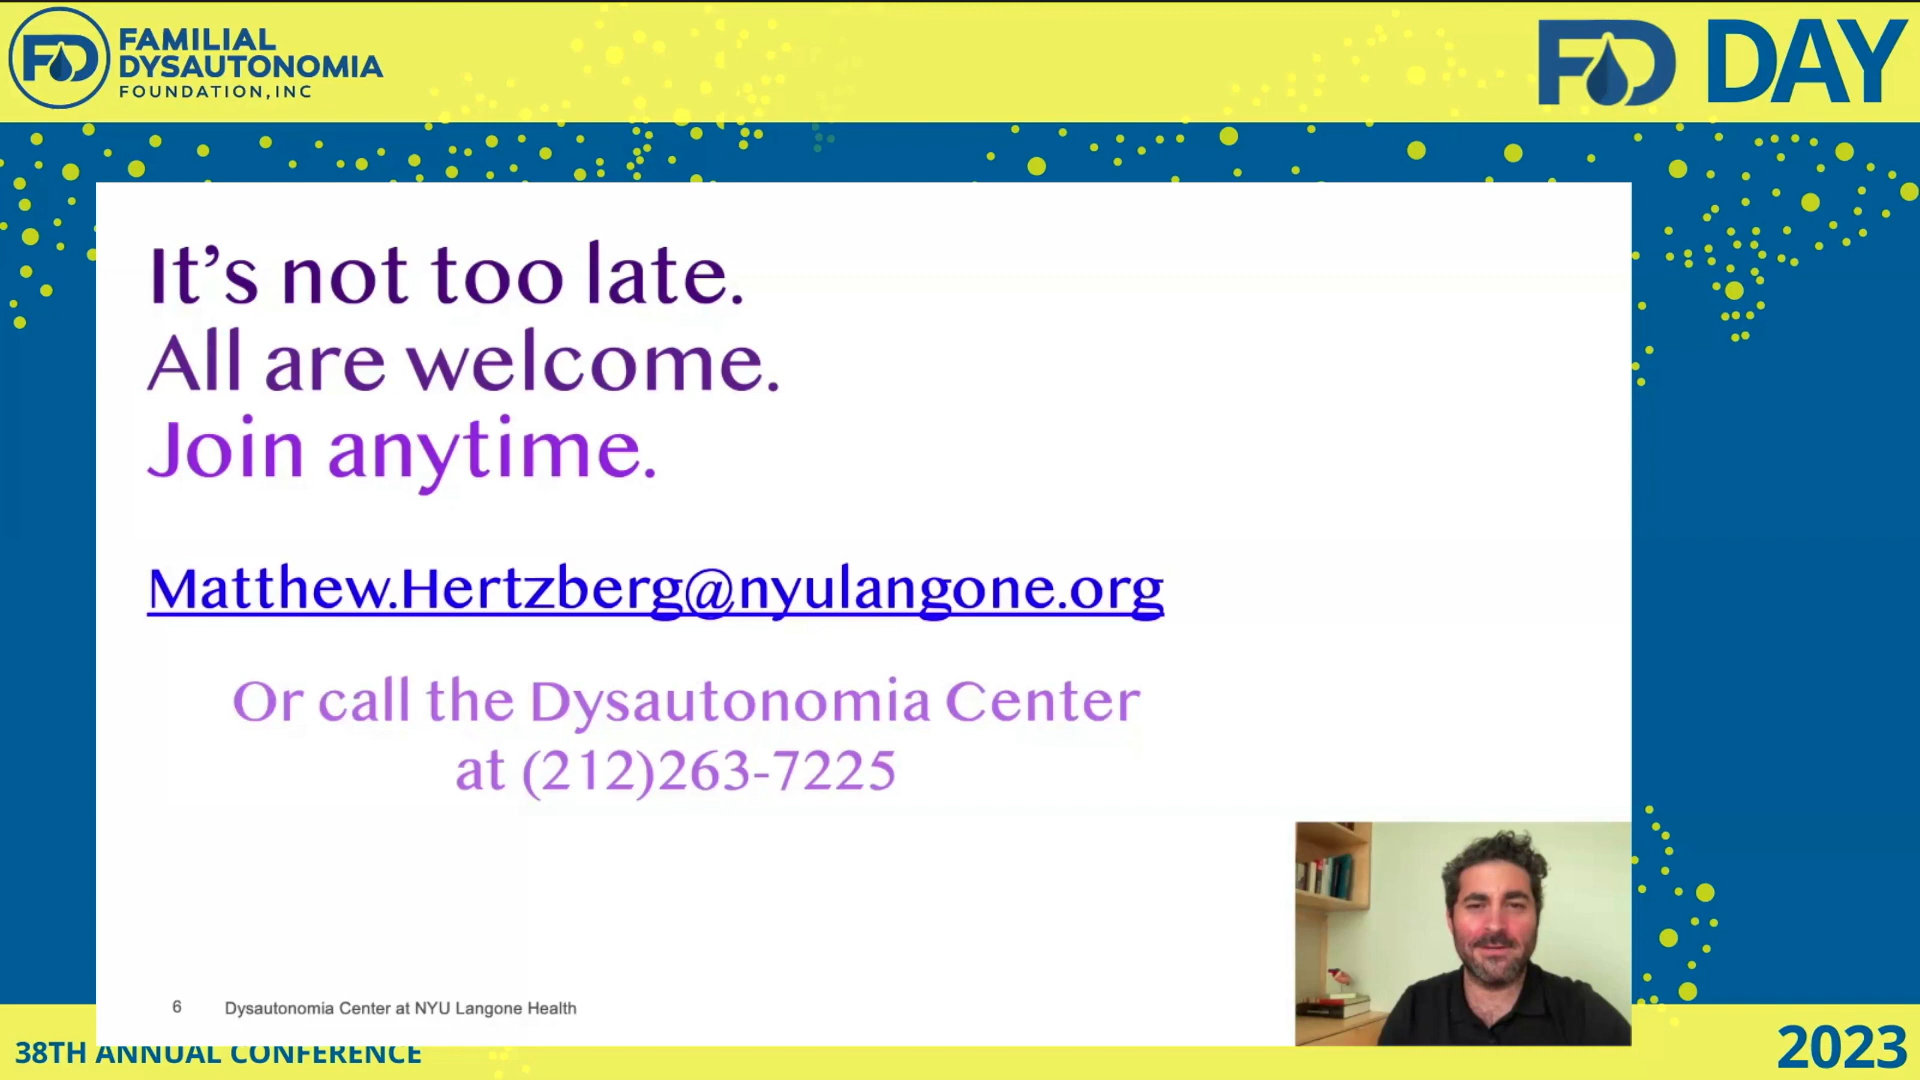 FD
FAMILIAL
DYSAUTONOMIA
FOUNDATION, INC
FD DAY
It's not too late.
All are welcome.
Join anytime.
Matthew.Hertzberg@nyulangone.org
Or call the Dysautonomia Center
at (212)263-7225
6 Dysautonomia Center at NYU Langone Health
38TH ANNUAL CONFERENCE
2023